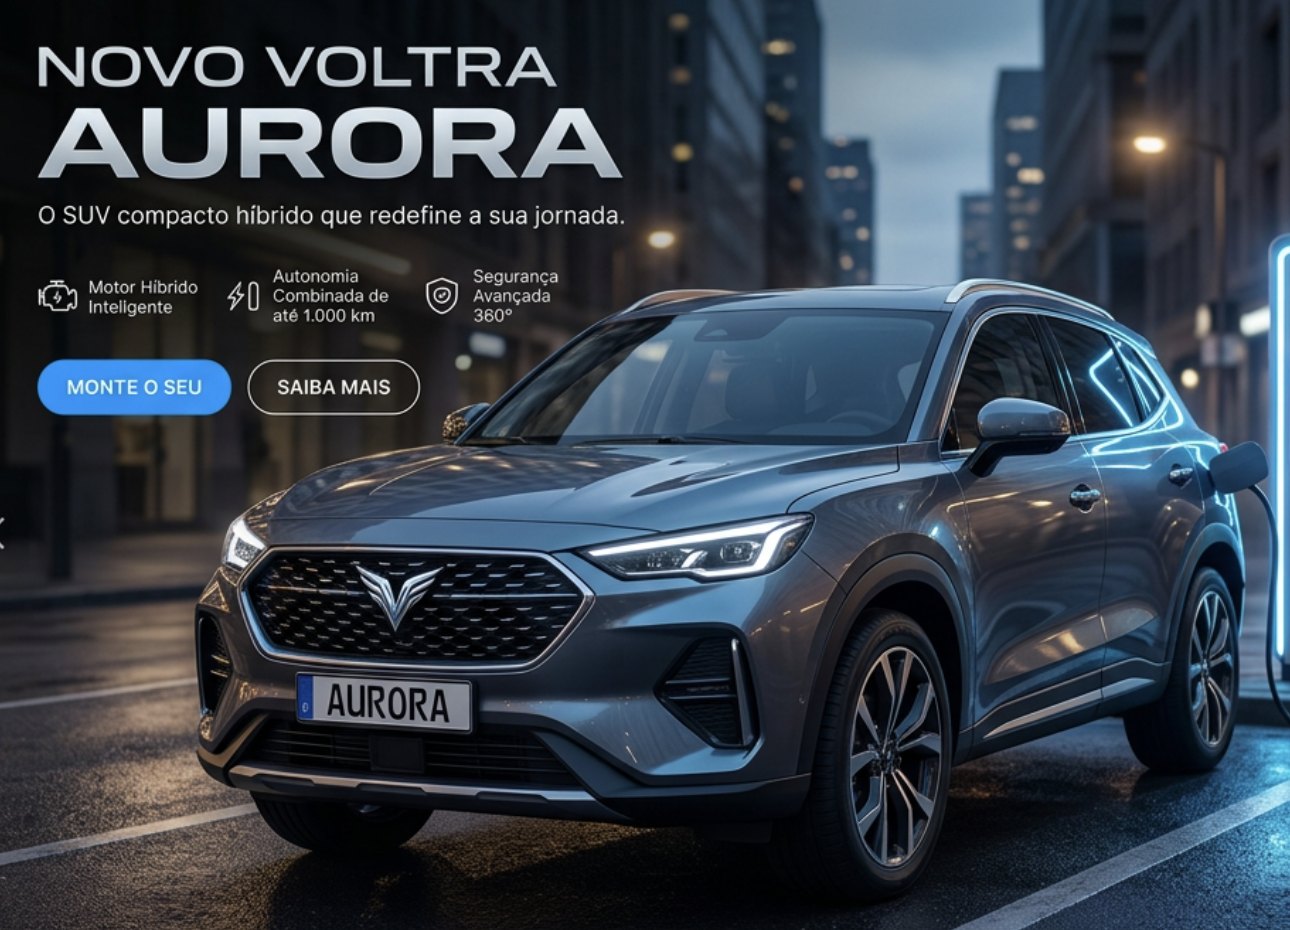 NOVO VOLTRA
AURORA
O SUV compacto híbrido que redefine a sua jornada.
Motor Híbrido
Inteligente
Autonomia
Combinada de
até 1.000 km
Segurança
Avançada
360°
MONTE O SEU
SAIBA MAIS
AURORA